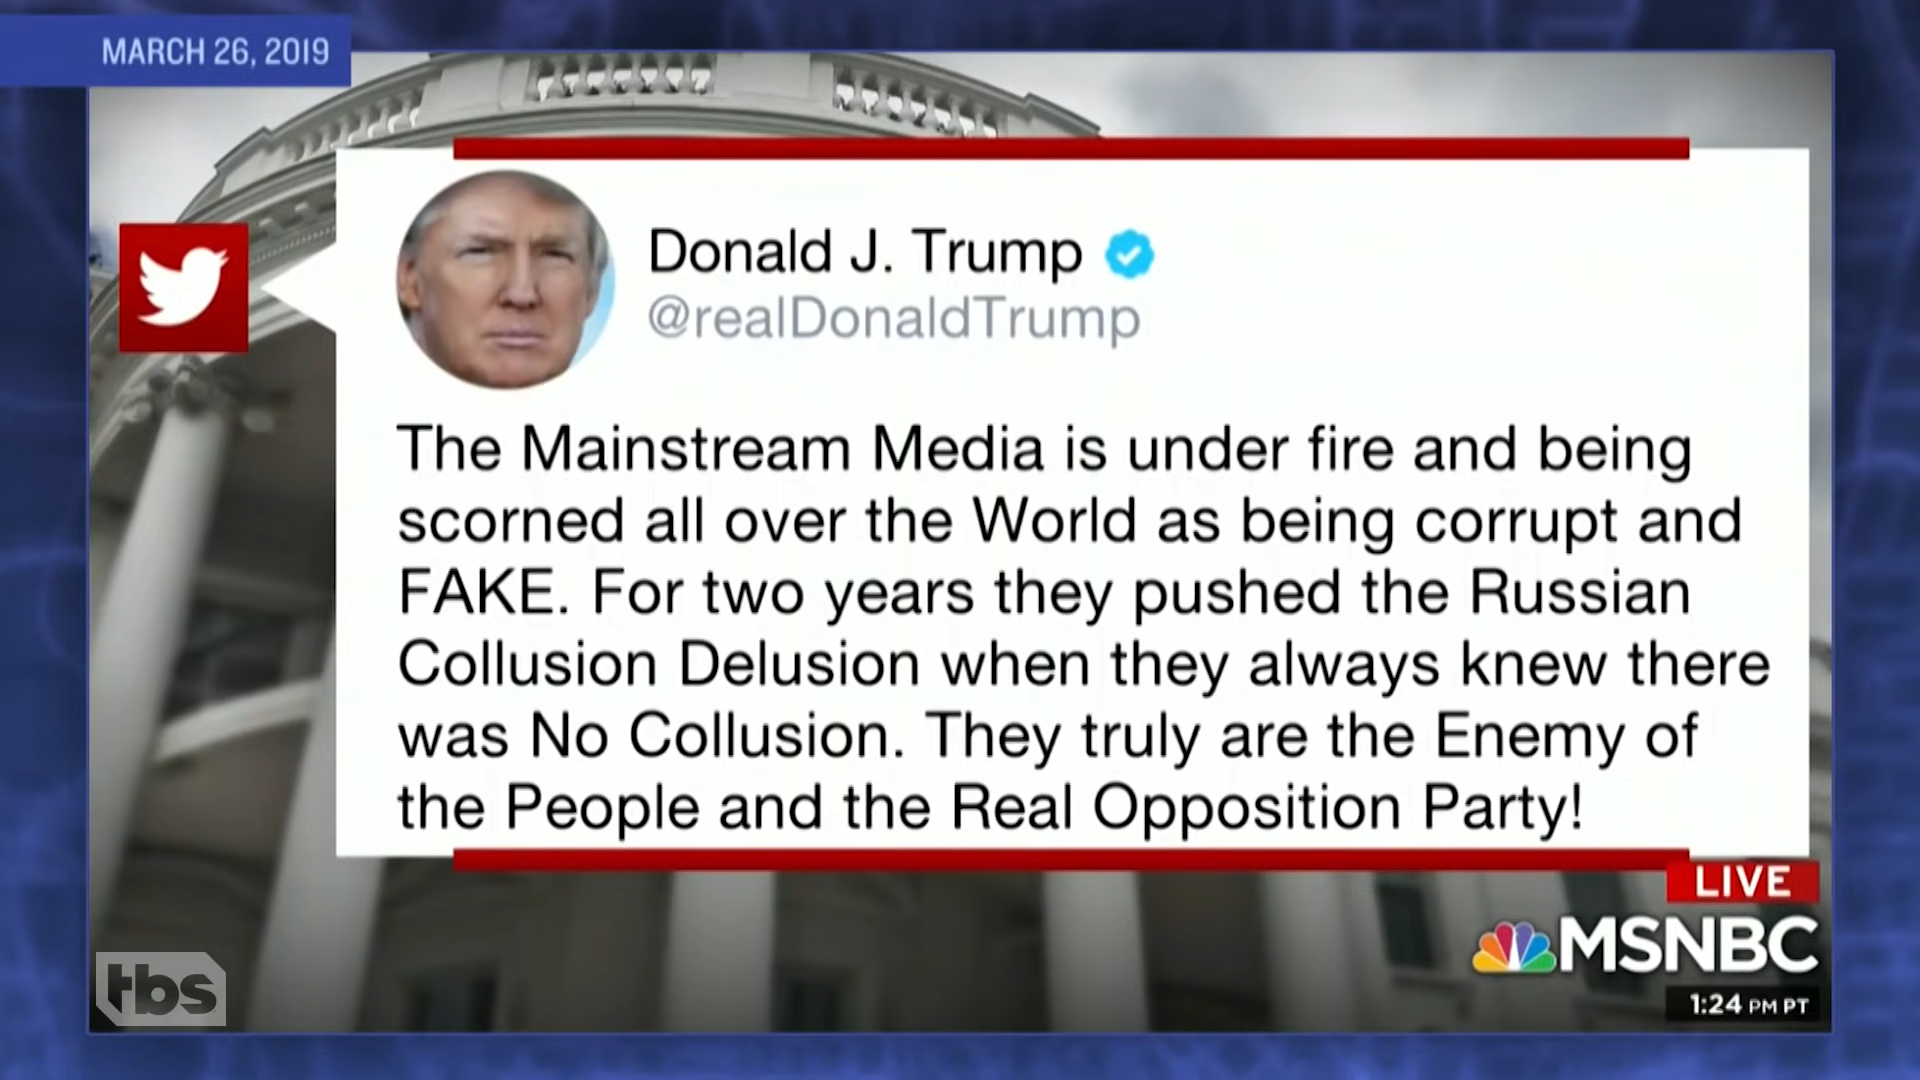 MARCH 26, 2019
Donald J. Trump
@realDonaldTrump
The Mainstream Media is under fire and being
scorned all over the World as being corrupt and
FAKE. For two years they pushed the Russian
Collusion Delusion when they always knew there
was No Collusion. They truly are the Enemy of
the People and the Real Opposition Party!
LIVE
MSNBC
1:24 PM PT
tbs